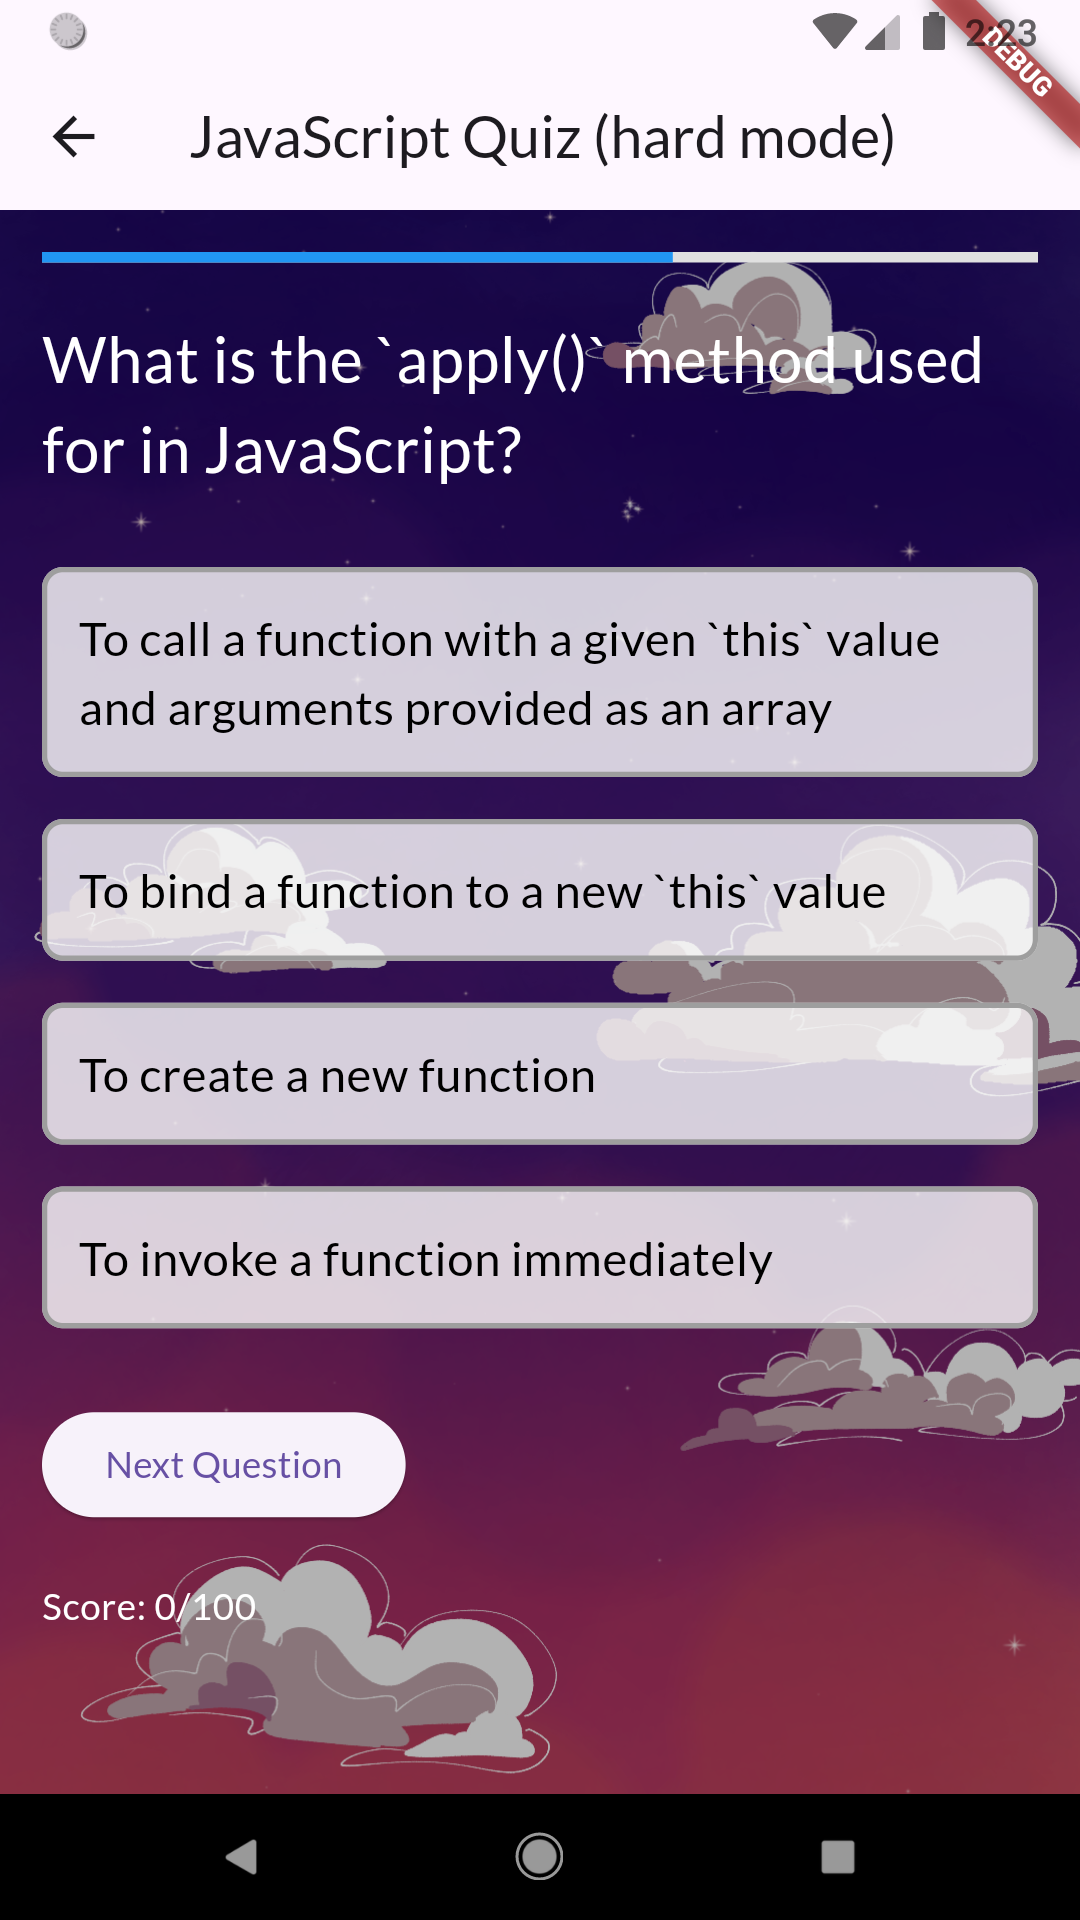 2:23
DEBUG
JavaScript Quiz (hard mode)
What is the `apply()` method used
for in JavaScript?
To call a function with a given `this` value
and arguments provided as an array
To bind a function to a new `this` value
To create a new function
To invoke a function immediately
Next Question
Score: 0/100